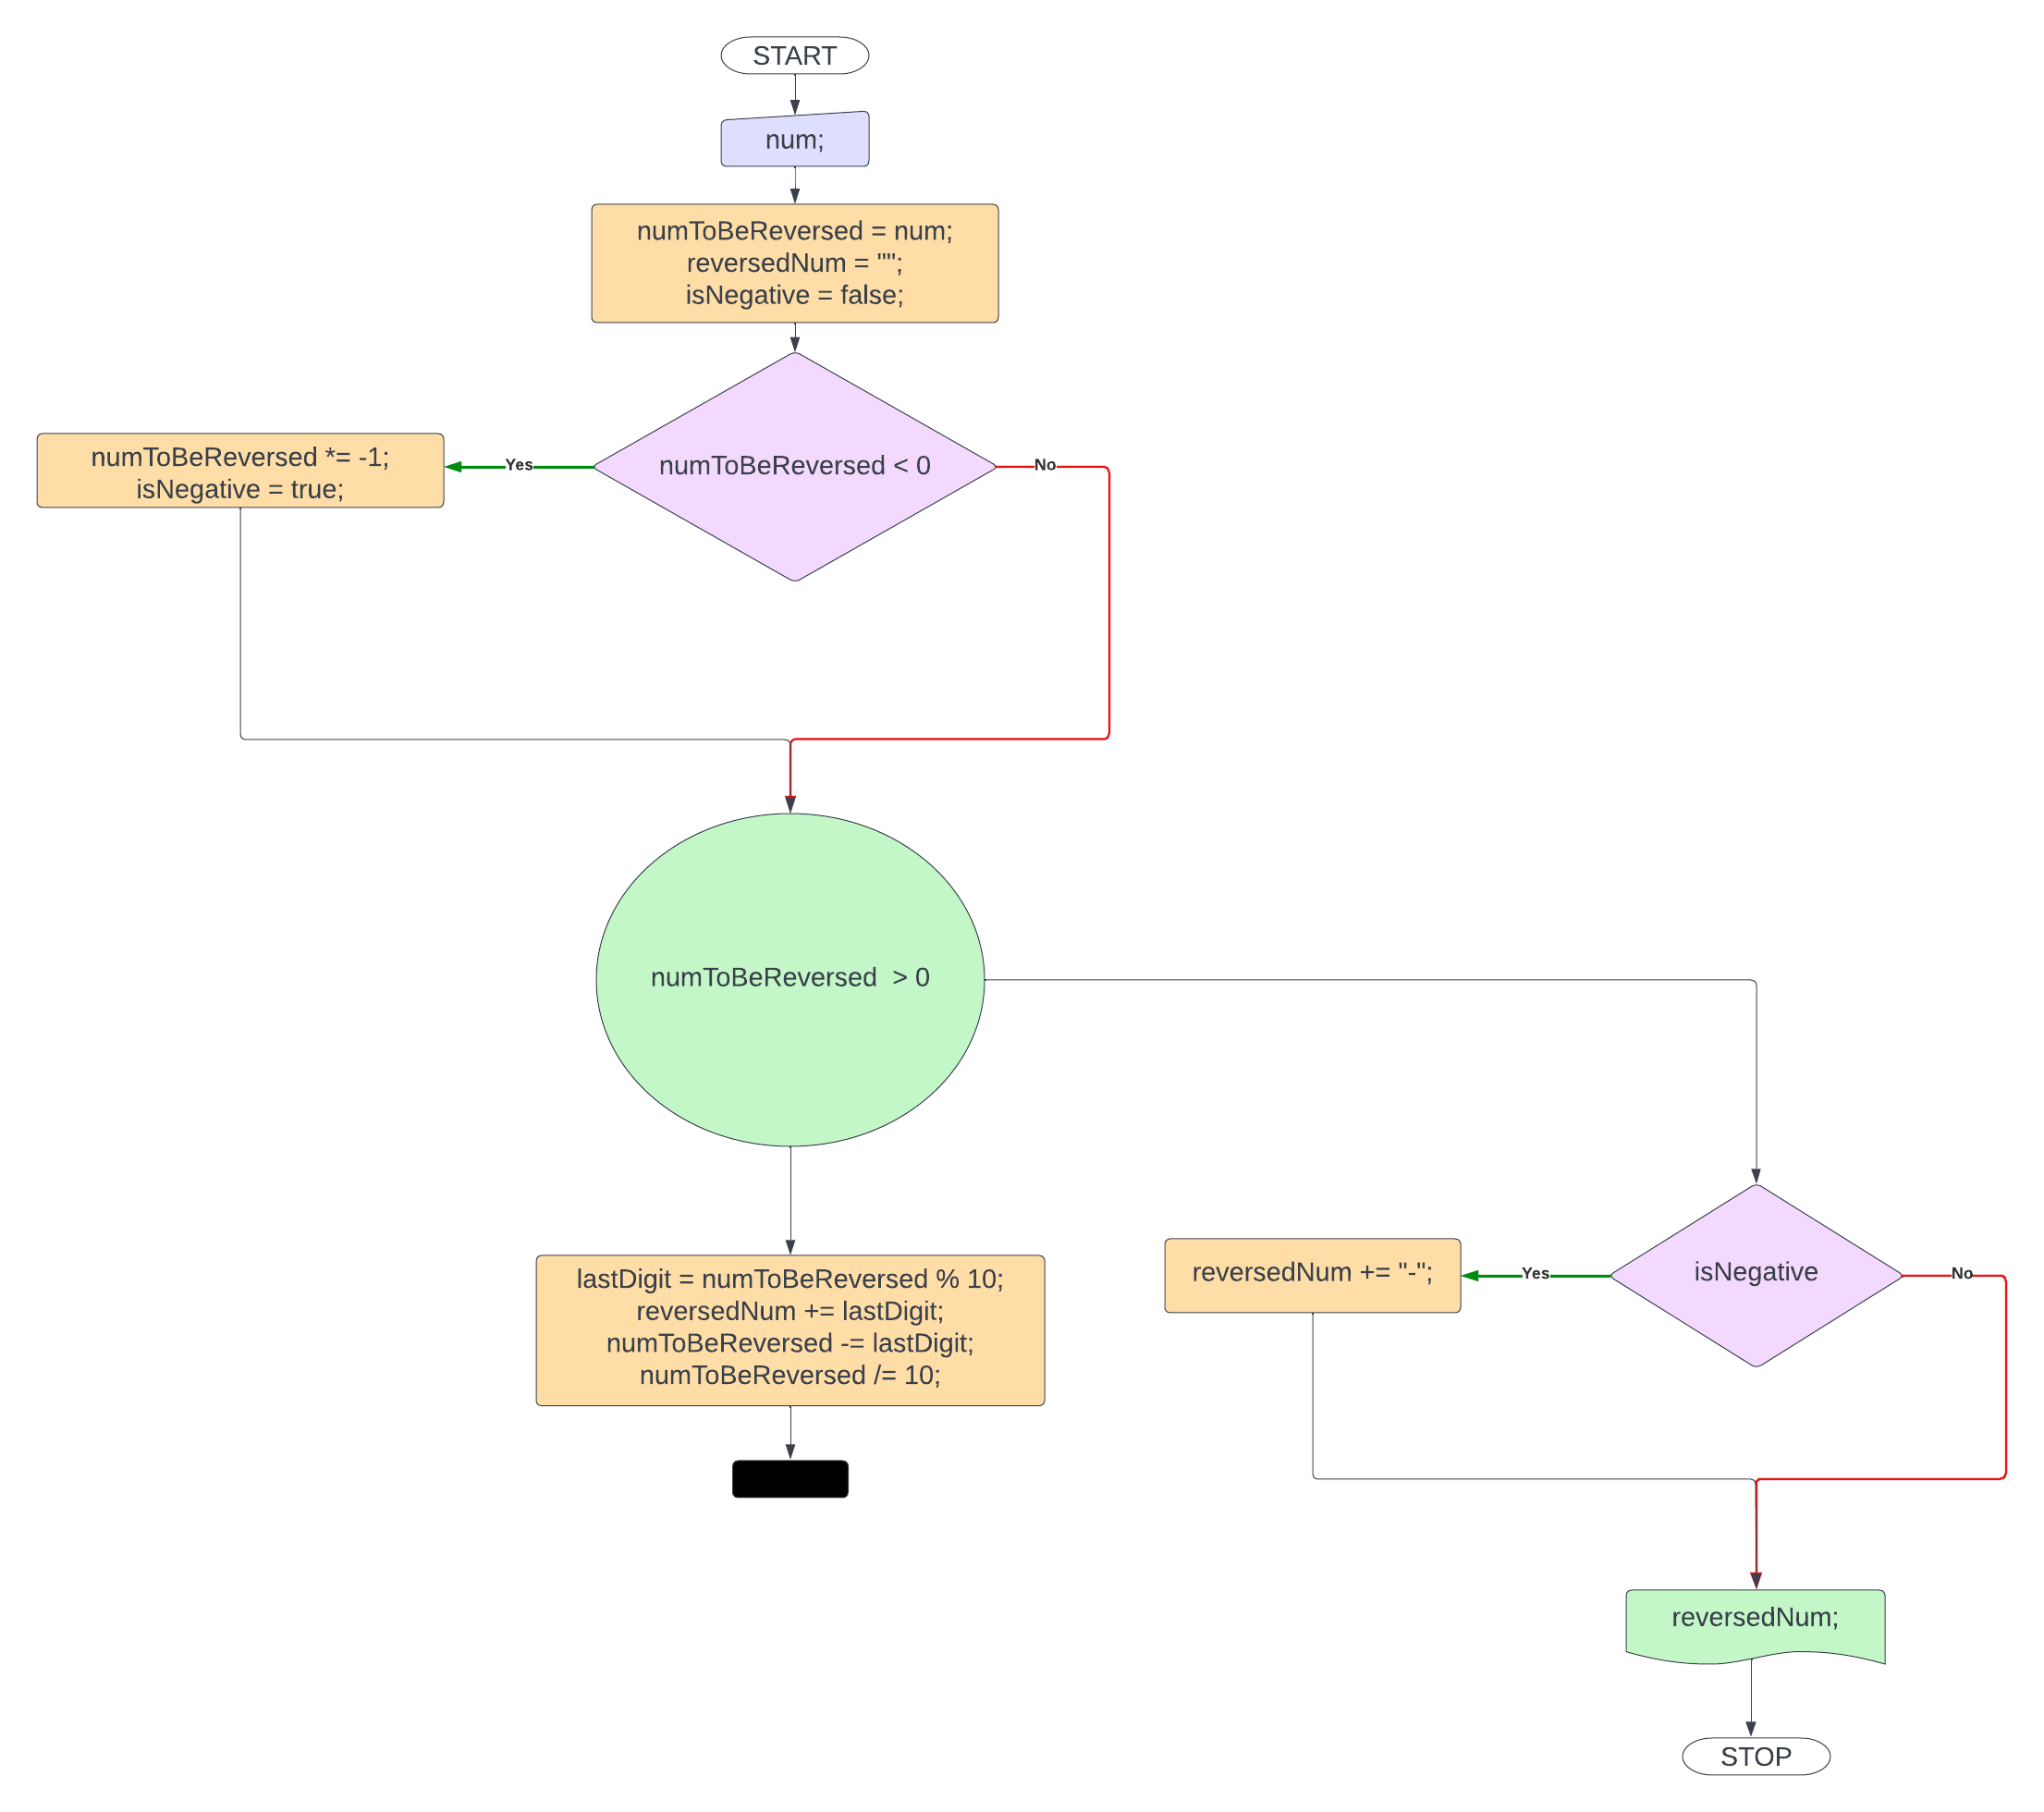 START
num;
numToBeReversed = num;
reversedNum = "";
isNegative = false;
numToBeReversed < 0
Yes
No
numToBeReversed *= -1;
isNegative = true;
numToBeReversed  > 0
lastDigit = numToBeReversed % 10;
reversedNum += lastDigit;
numToBeReversed -= lastDigit;
numToBeReversed /= 10;
isNegative
Yes
No
reversedNum += "-";
reversedNum;
STOP